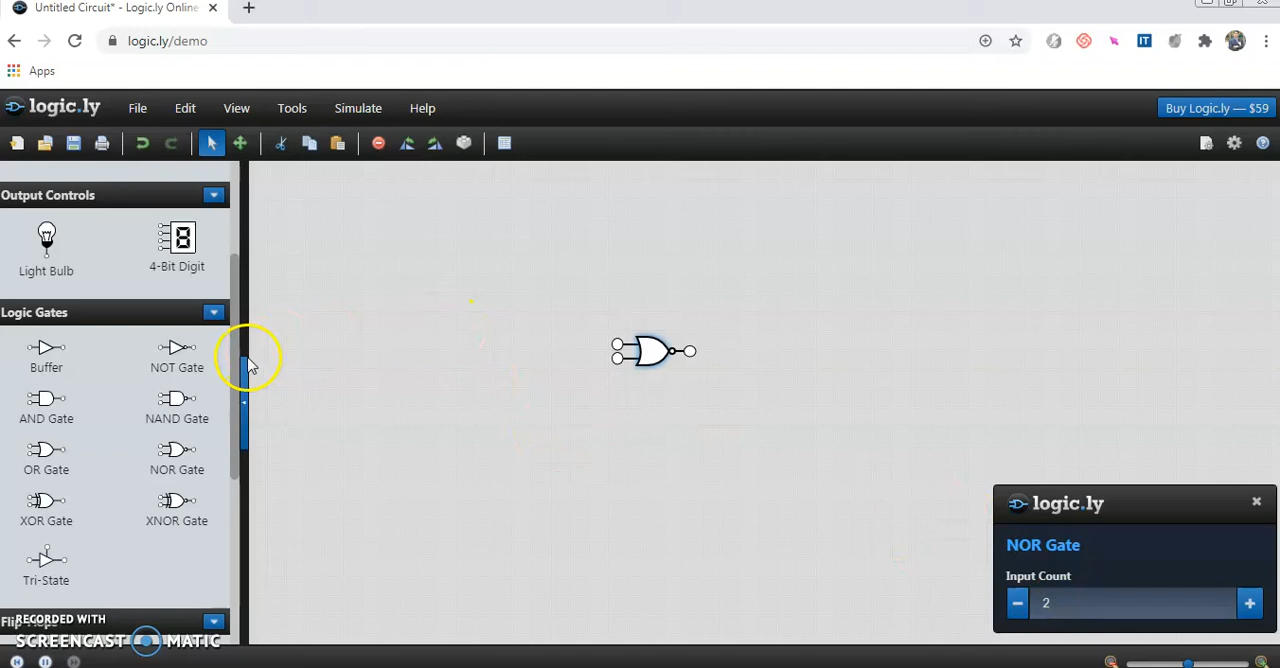 Untitled Circuit* - Logic.ly Online
logic.ly/demo
Apps
logic.ly File Edit View Tools Simulate Help Buy Logic.ly — $59
Output Controls
Light Bulb 4-Bit Digit
Logic Gates
Buffer NOT Gate
AND Gate NAND Gate
OR Gate NOR Gate
XOR Gate XNOR Gate
Tri-State
RECORDED WITH
SCREENCAST MATIC
logic.ly
NOR Gate
Input Count
2